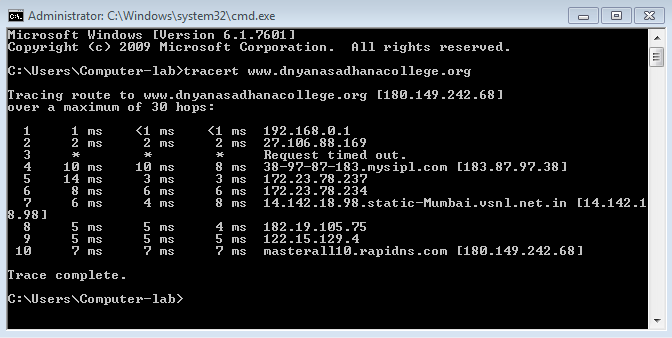 Administrator: C:\Windows\system32\cmd.exe
Microsoft Windows [Version 6.1.7601]
Copyright (c) 2009 Microsoft Corporation.  All rights reserved.
C:\Users\Computer-lab>tracert www.dnyanasadhanacollege.org
Tracing route to www.dnyanasadhanacollege.org [180.149.242.68]
over a maximum of 30 hops:
  1     1 ms    <1 ms    <1 ms  192.168.0.1
  2     2 ms     2 ms     2 ms  27.106.88.169
  3     *        *        *     Request timed out.
  4    10 ms    10 ms     8 ms  38-97-87-183.mysipl.com [183.87.97.38]
  5    14 ms     3 ms     3 ms  172.23.78.237
  6     8 ms     6 ms     6 ms  172.23.78.234
  7     6 ms     4 ms     8 ms  14.142.18.98.static-Mumbai.vsnl.net.in [14.142.1
8.98]
  8     5 ms     5 ms     4 ms  182.19.105.75
  9     5 ms     5 ms     5 ms  122.15.129.4
 10     7 ms     7 ms     7 ms  masterall10.rapidns.com [180.149.242.68]
Trace complete.
C:\Users\Computer-lab>